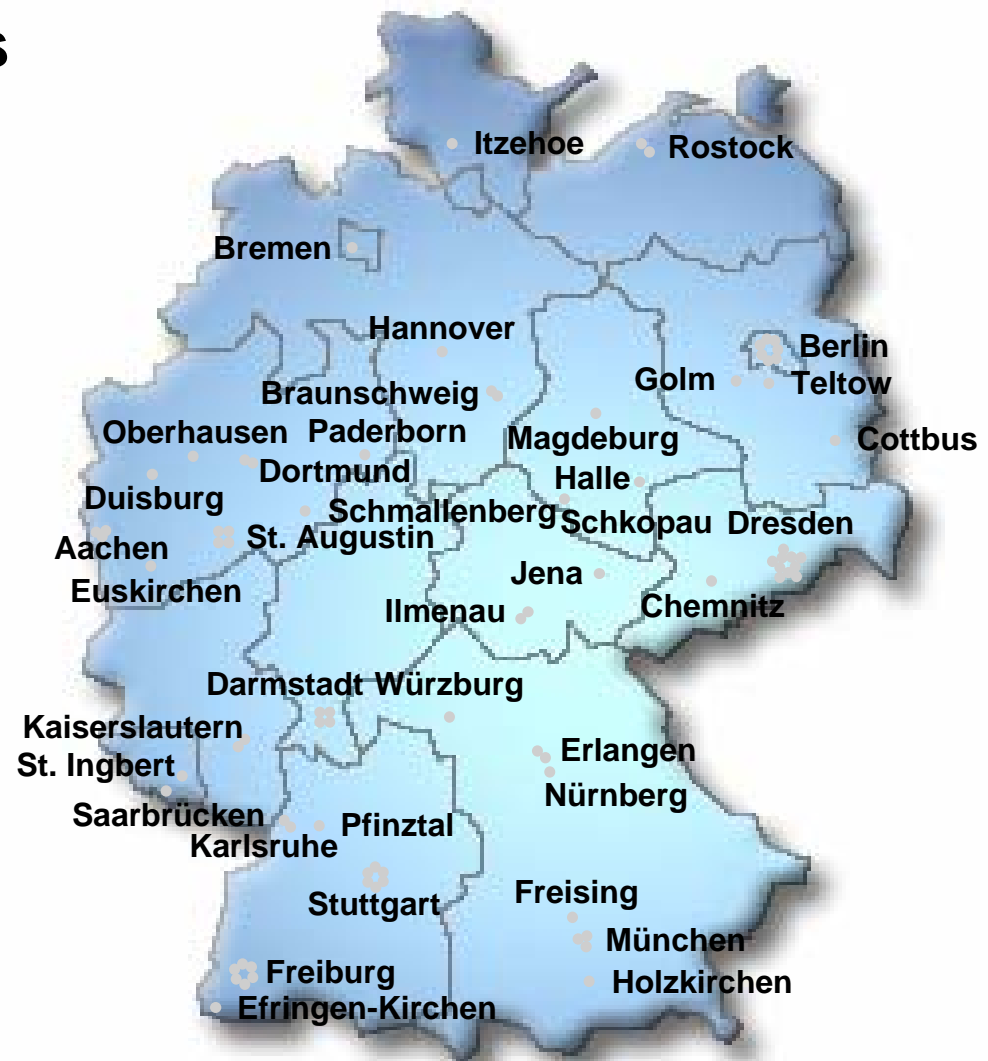 s
Itzehoe
Rostock
Bremen
Hannover
Berlin
Golm
Teltow
Braunschweig
Oberhausen
Paderborn
Magdeburg
Cottbus
Dortmund
Halle
Duisburg
Schmallenberg
Schkopau
Dresden
St. Augustin
Aachen
Jena
Euskirchen
Ilmenau
Chemnitz
Darmstadt
Würzburg
Kaiserslautern
Erlangen
St. Ingbert
Nürnberg
Saarbrücken
Pfinztal
Karlsruhe
Freising
Stuttgart
München
Freiburg
Holzkirchen
Efringen-Kirchen